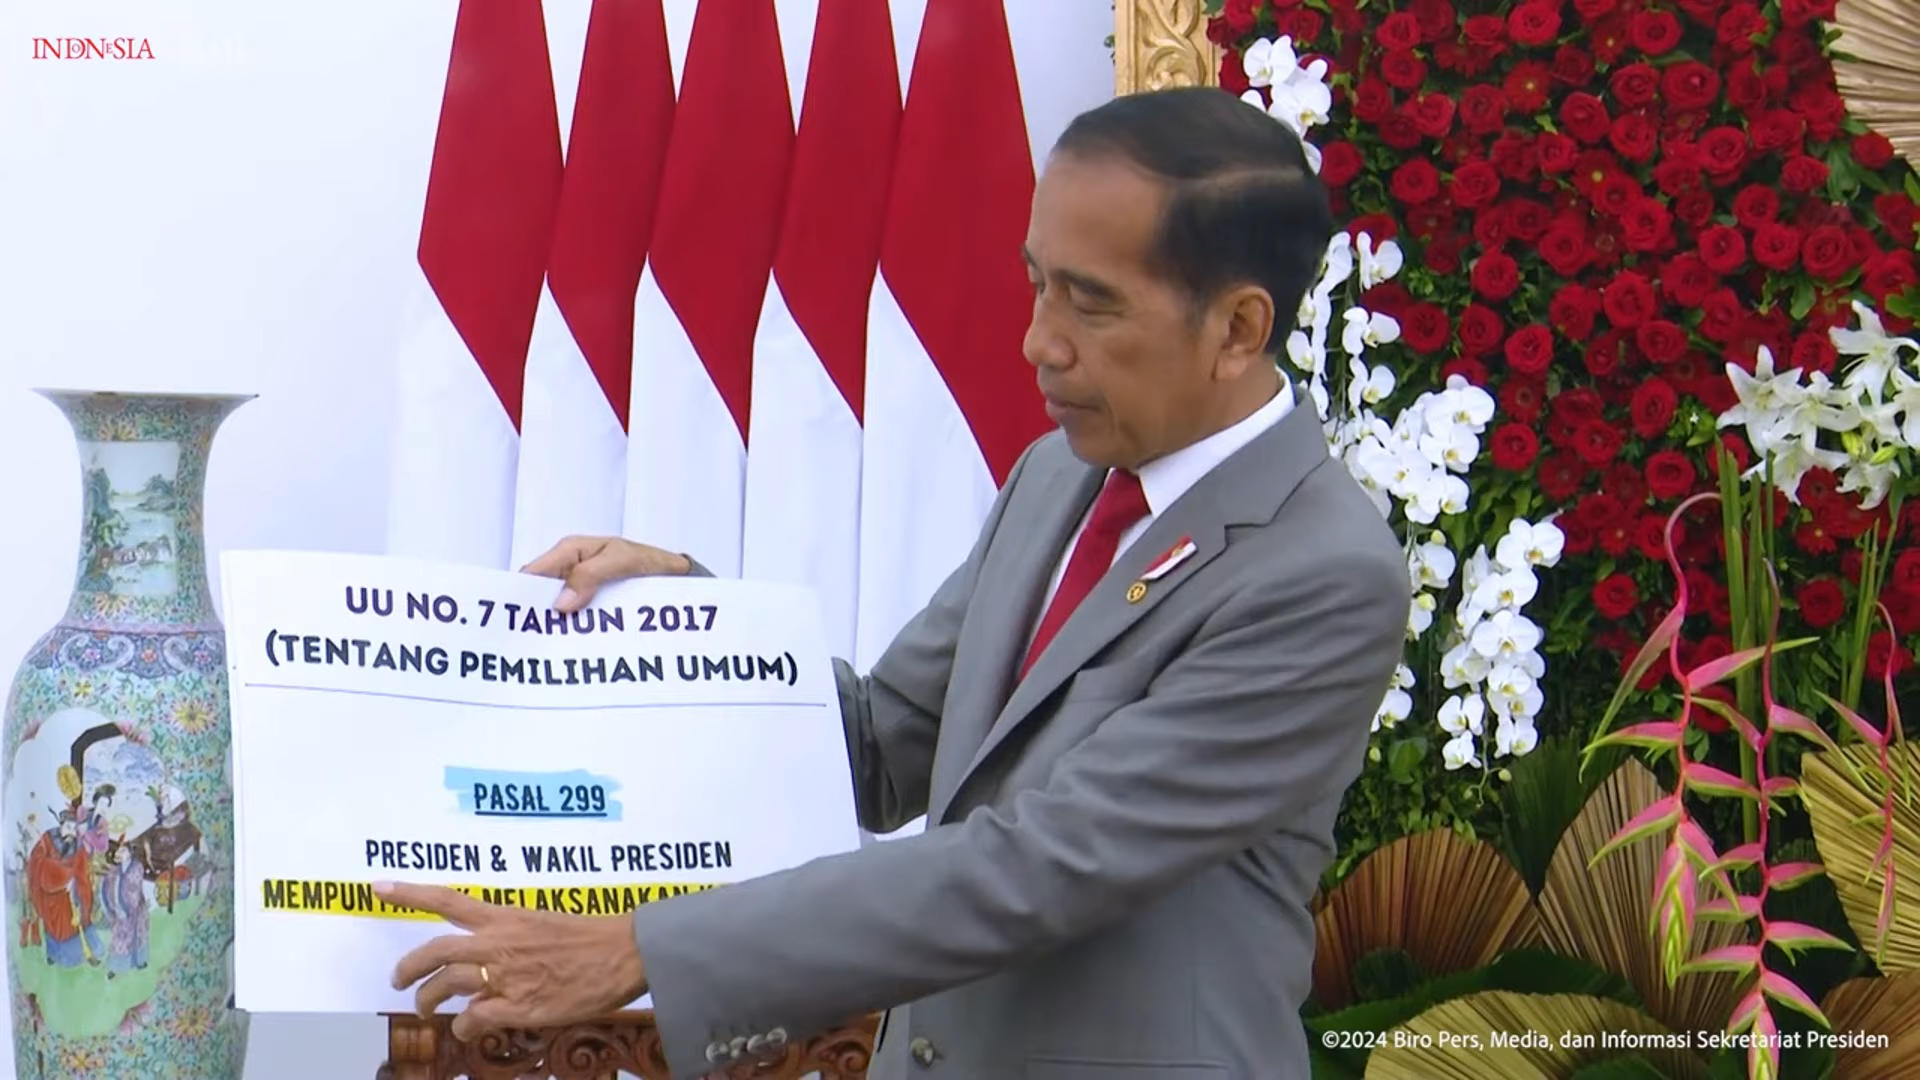 INDONESIA
UU NO. 7 TAHUN 2017
(TENTANG PEMILIHAN UMUM)
PASAL 299
PRESIDEN & WAKIL PRESIDEN
MELAKSANAKAN
©2024 Biro Pers, Media, dan Informasi Sekretariat Presiden